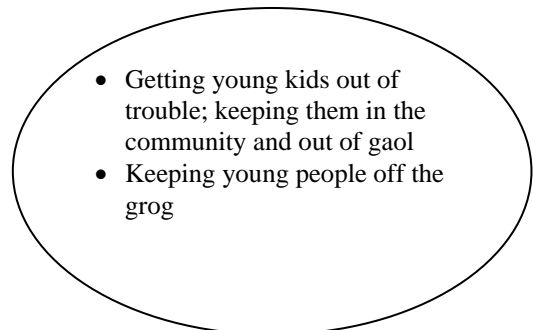 • Getting young kids out of
trouble; keeping them in the
community and out of gaol
• Keeping young people off the
grog